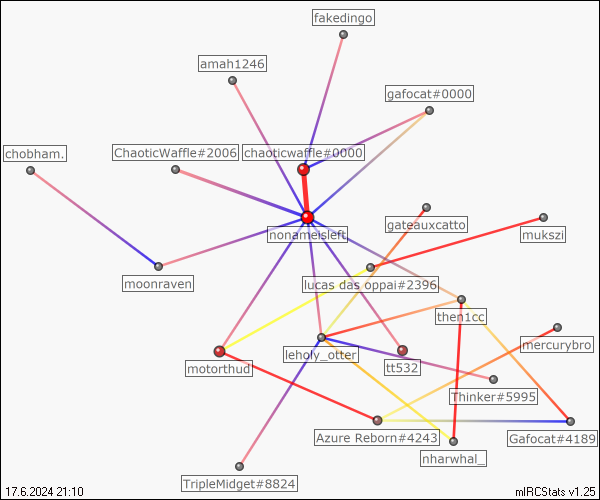 fakedingo
amah1246
gafocat#0000
chobham.
ChaoticWaffle#2006
chaoticwaffle#0000
gateauxcatto
mukszi
nonameisleft
moonraven
lucas das oppai#2396
then1cc
mercurybro
motorthud
leholy_otter
tt532
Thinker#5995
Azure Reborn#4243
Gafocat#4189
nharwhal_
TripleMidget#8824
17.6.2024 21:10
mIRCStats v1.25